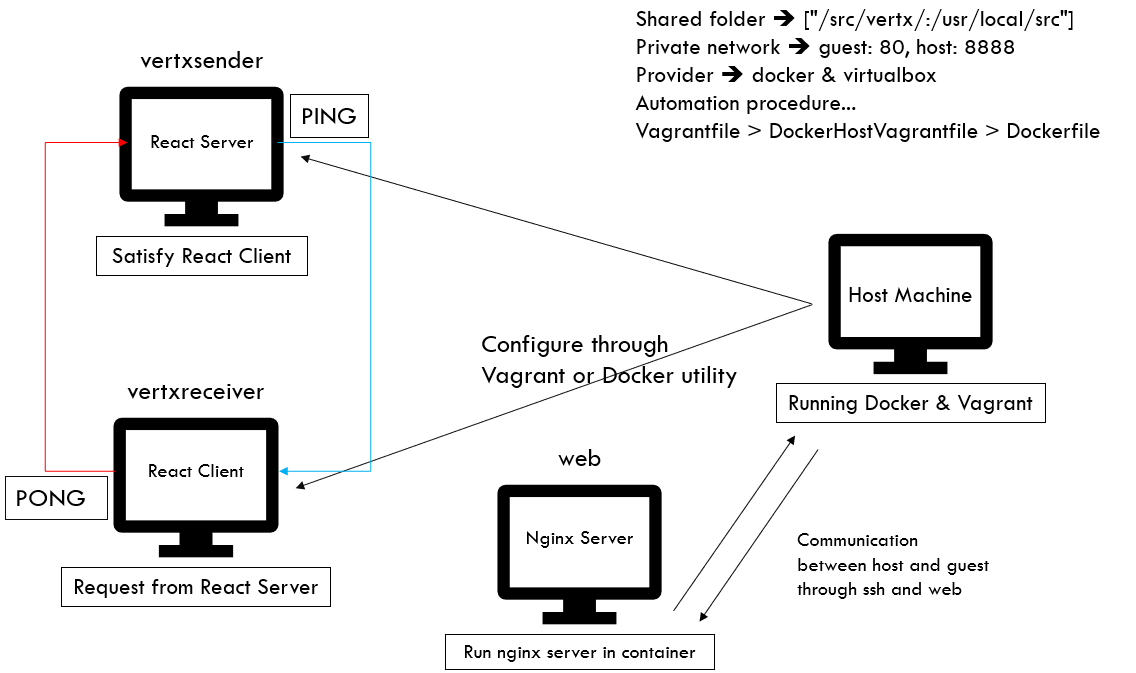 Shared folder ➔ ["/src/vertx/:/usr/local/src"]
Private network ➔ guest: 80, host: 8888
Provider ➔ docker & virtualbox
Automation procedure...
Vagrantfile > DockerHostVagrantfile > Dockerfile
vertxsender
React Server
PING
Satisfy React Client
Host Machine
Running Docker & Vagrant
Configure through
Vagrant or Docker utility
vertxreceiver
React Client
PONG
Request from React Server
web
Nginx Server
Run nginx server in container
Communication
between host and guest
through ssh and web